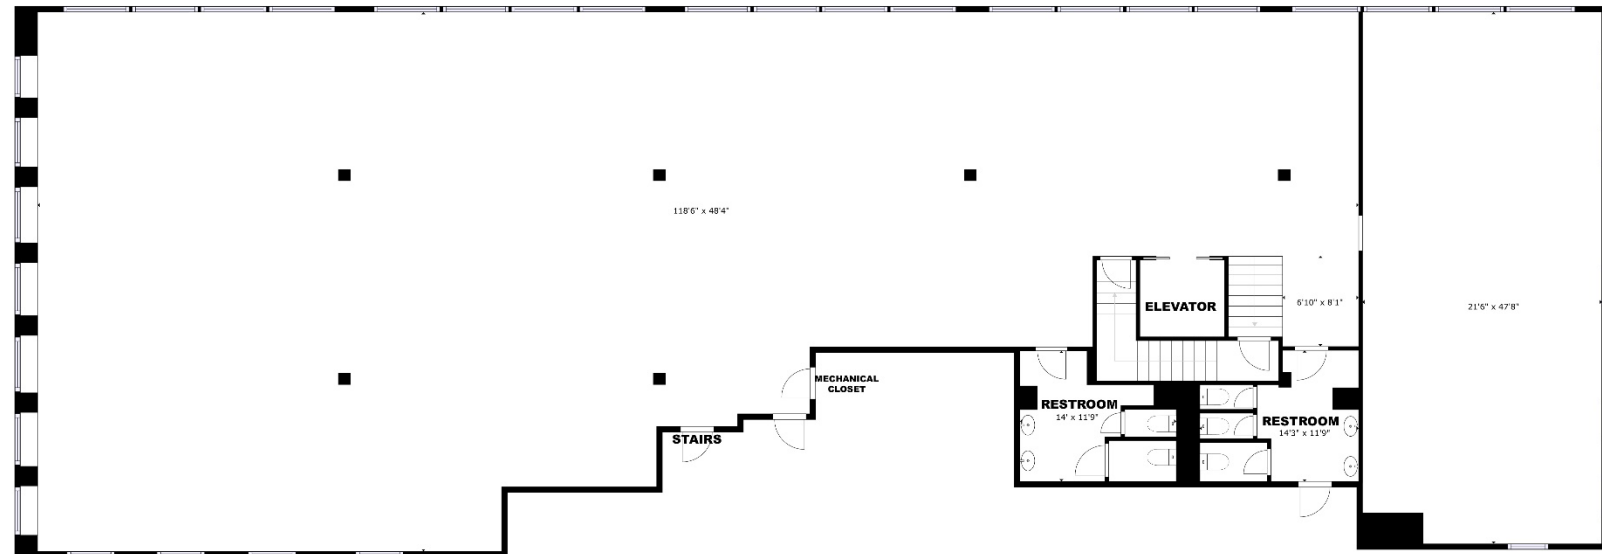 118'6" x 48'4"
ELEVATOR
6'10" x 8'1"
21'6" x 47'8"
MECHANICAL
CLOSET
RESTROOM
14' x 11'9"
RESTROOM
14'3" x 11'9"
STAIRS